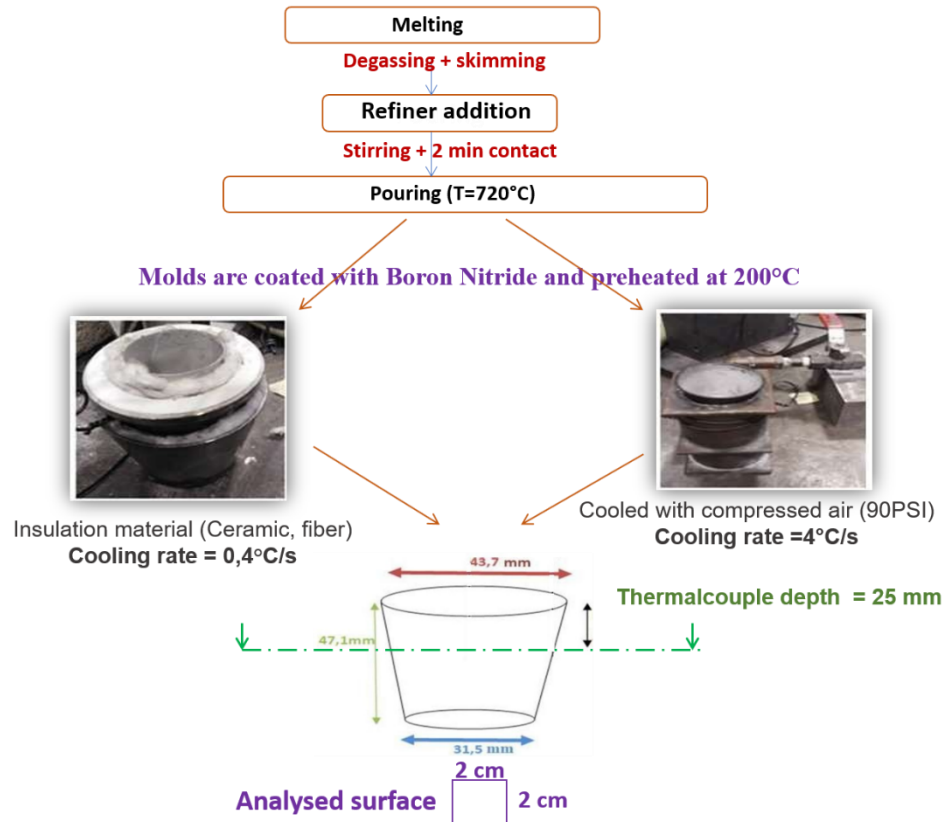 Melting
Degassing + skimming
Refiner addition
Stirring + 2 min contact
Pouring (T=720°C)
Molds are coated with Boron Nitride and preheated at 200°C
Insulation material (Ceramic, fiber)
Cooling rate = 0,4°C/s
Cooled with compressed air (90PSI)
Cooling rate =4°C/s
43,7 mm
Thermalcouple depth = 25 mm
47,1mm
31,5 mm
2 cm
Analysed surface
2 cm